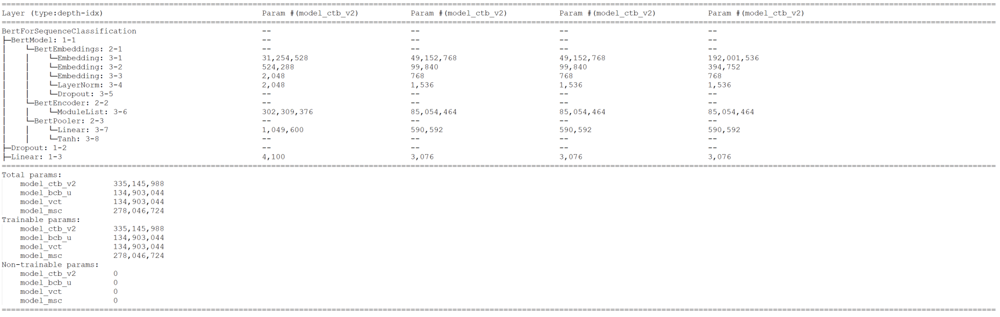 Layer (type:depth-idx) Param #(model_ctb_v2) Param #(model_ctb_v2) Param #(model_ctb_v2) Param #(model_ctb_v2)
BertForSequenceClassification -- -- -- --
├─BertModel: 1-1 -- -- -- --
│ └─BertEmbeddings: 2-1 -- -- -- --
│ │ └─Embedding: 3-1 31,254,528 49,152,768 49,152,768 192,001,536
│ │ └─Embedding: 3-2 524,288 99,840 99,840 394,752
│ │ └─Embedding: 3-3 2,048 768 768 768
│ │ └─LayerNorm: 3-4 2,048 1,536 1,536 1,536
│ │ └─Dropout: 3-5 -- -- -- --
│ └─BertEncoder: 2-2 -- -- -- --
│ │ └─ModuleList: 3-6 302,309,376 85,054,464 85,054,464 85,054,464
│ └─BertPooler: 2-3 -- -- -- --
│ │ └─Linear: 3-7 1,049,600 590,592 590,592 590,592
│ │ └─Tanh: 3-8 -- -- -- --
├─Dropout: 1-2 -- -- -- --
├─Linear: 1-3 4,100 3,076 3,076 3,076
Total params:
model_ctb_v2 335,145,988
model_bcb_u 134,903,044
model_vct 134,903,044
model_msc 278,046,724
Trainable params:
model_ctb_v2 335,145,988
model_bcb_u 134,903,044
model_vct 134,903,044
model_msc 278,046,724
Non-trainable params:
model_ctb_v2 0
model_bcb_u 0
model_vct 0
model_msc 0